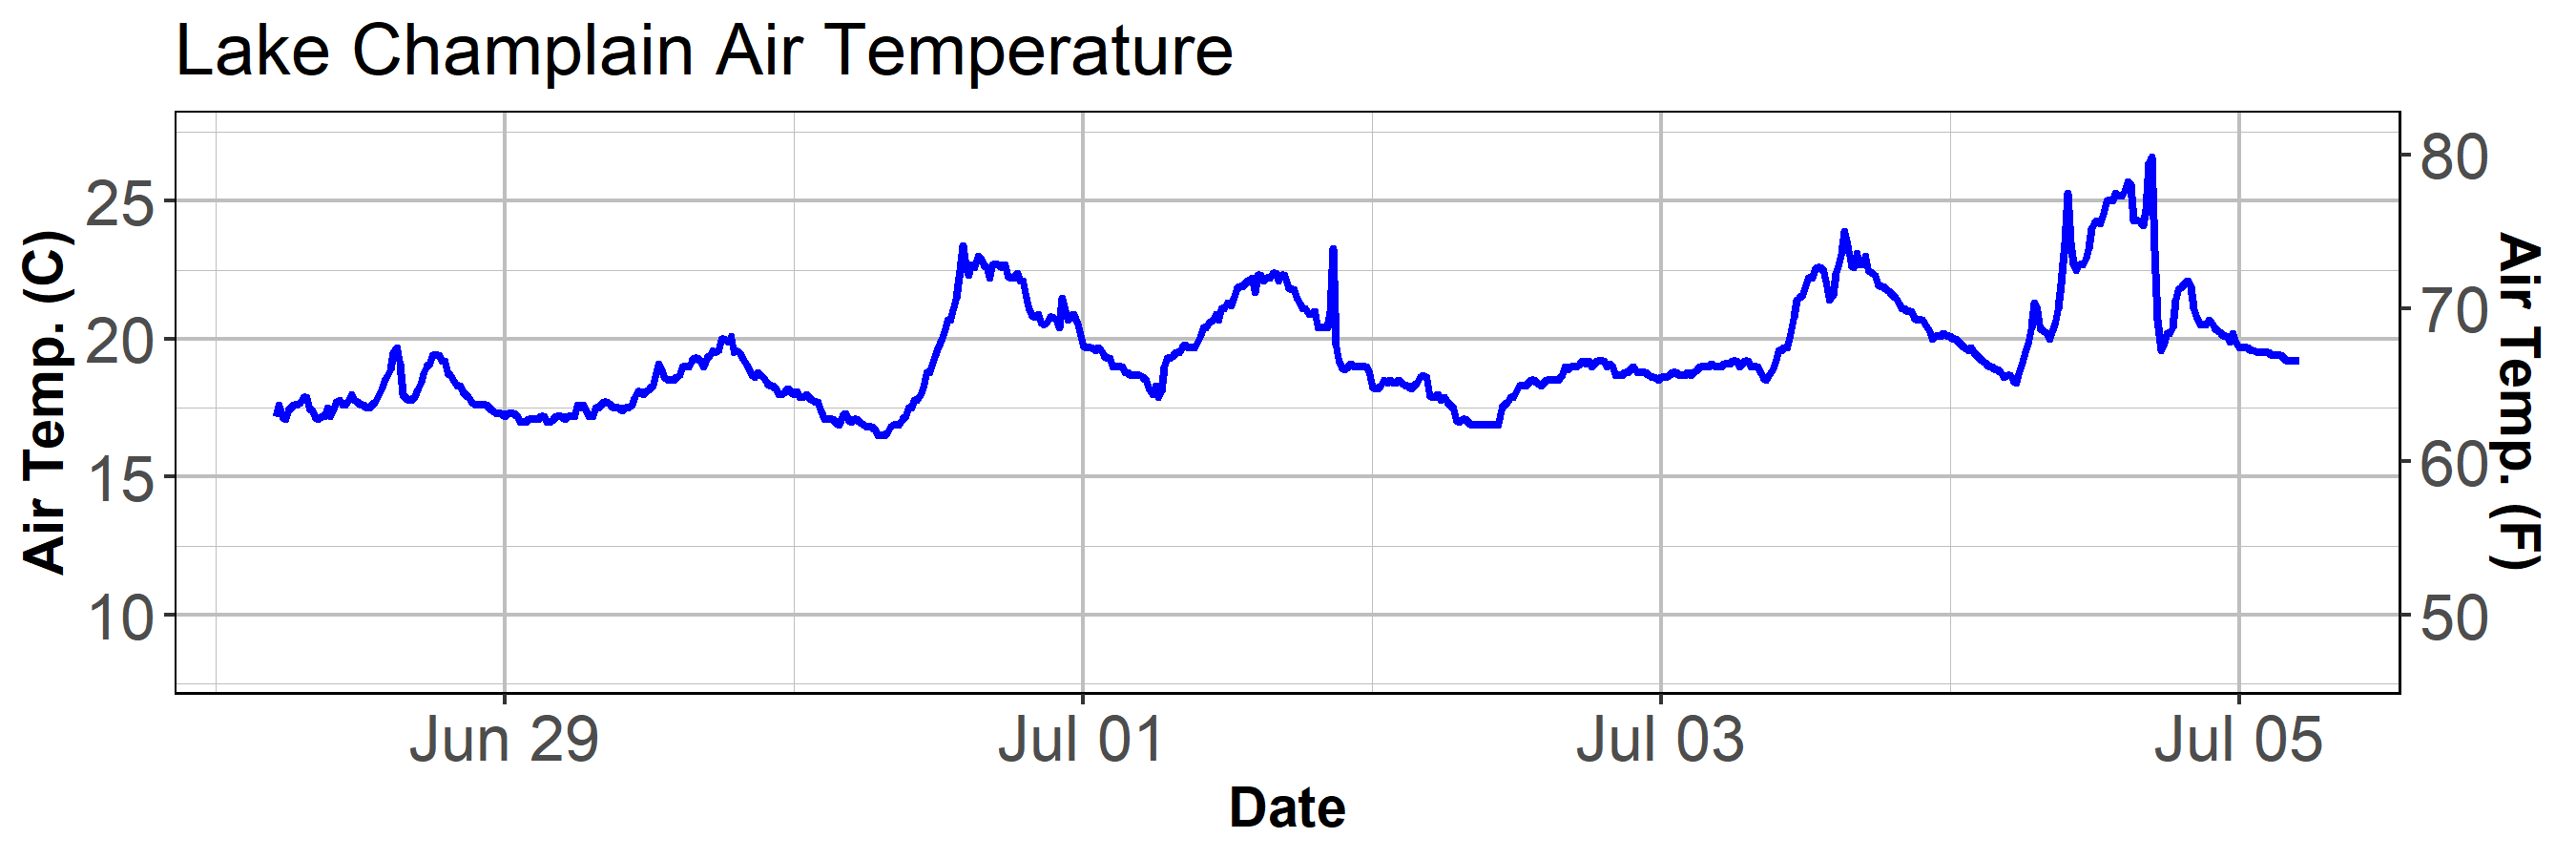 Lake Champlain Air Temperature
Air Temp. (C)
25
20
15
10
80
70
60
50
Air Temp. (F)
Jun 29
Jul 01
Jul 03
Jul 05
Date